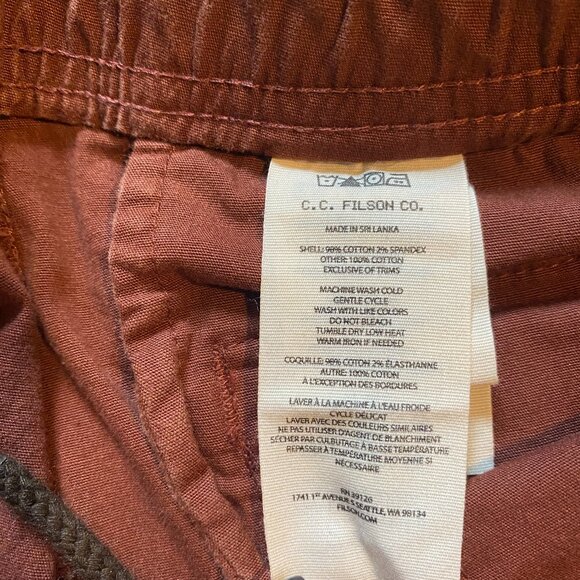 C.C. FILSON CO.
MADE IN SRI LANKA
SHELL: 98% COTTON 2% SPANDEX
OTHER: 100% COTTON
EXCLUSIVE OF TRIMS
MACHINE WASH COLD
GENTLE CYCLE
WASH WITH LIKE COLORS
DO NOT BLEACH
TUMBLE DRY LOW HEAT
WARM IRON IF NEEDED
COQUILLE: 98% COTON 2% ÉLASTHANNE
AUTRE: 100% COTON
À L'EXCEPTION DES BORDURES
LAVER À LA MACHINE À L'EAU FROIDE
CYCLE DÉLICAT
LAVER AVEC DES COULEURS SIMILAIRES
NE PAS UTILISER D'AGENT DE BLANCHIMENT
SÉCHER PAR CULBUTAGE À BASSE TEMPÉRATURE
REPASSER À TEMPÉRATURE MOYENNE SI
NÉCESSAIRE
RN 39126
1741 1ST AVENUE S SEATTLE, WA 98134
FILSON.COM